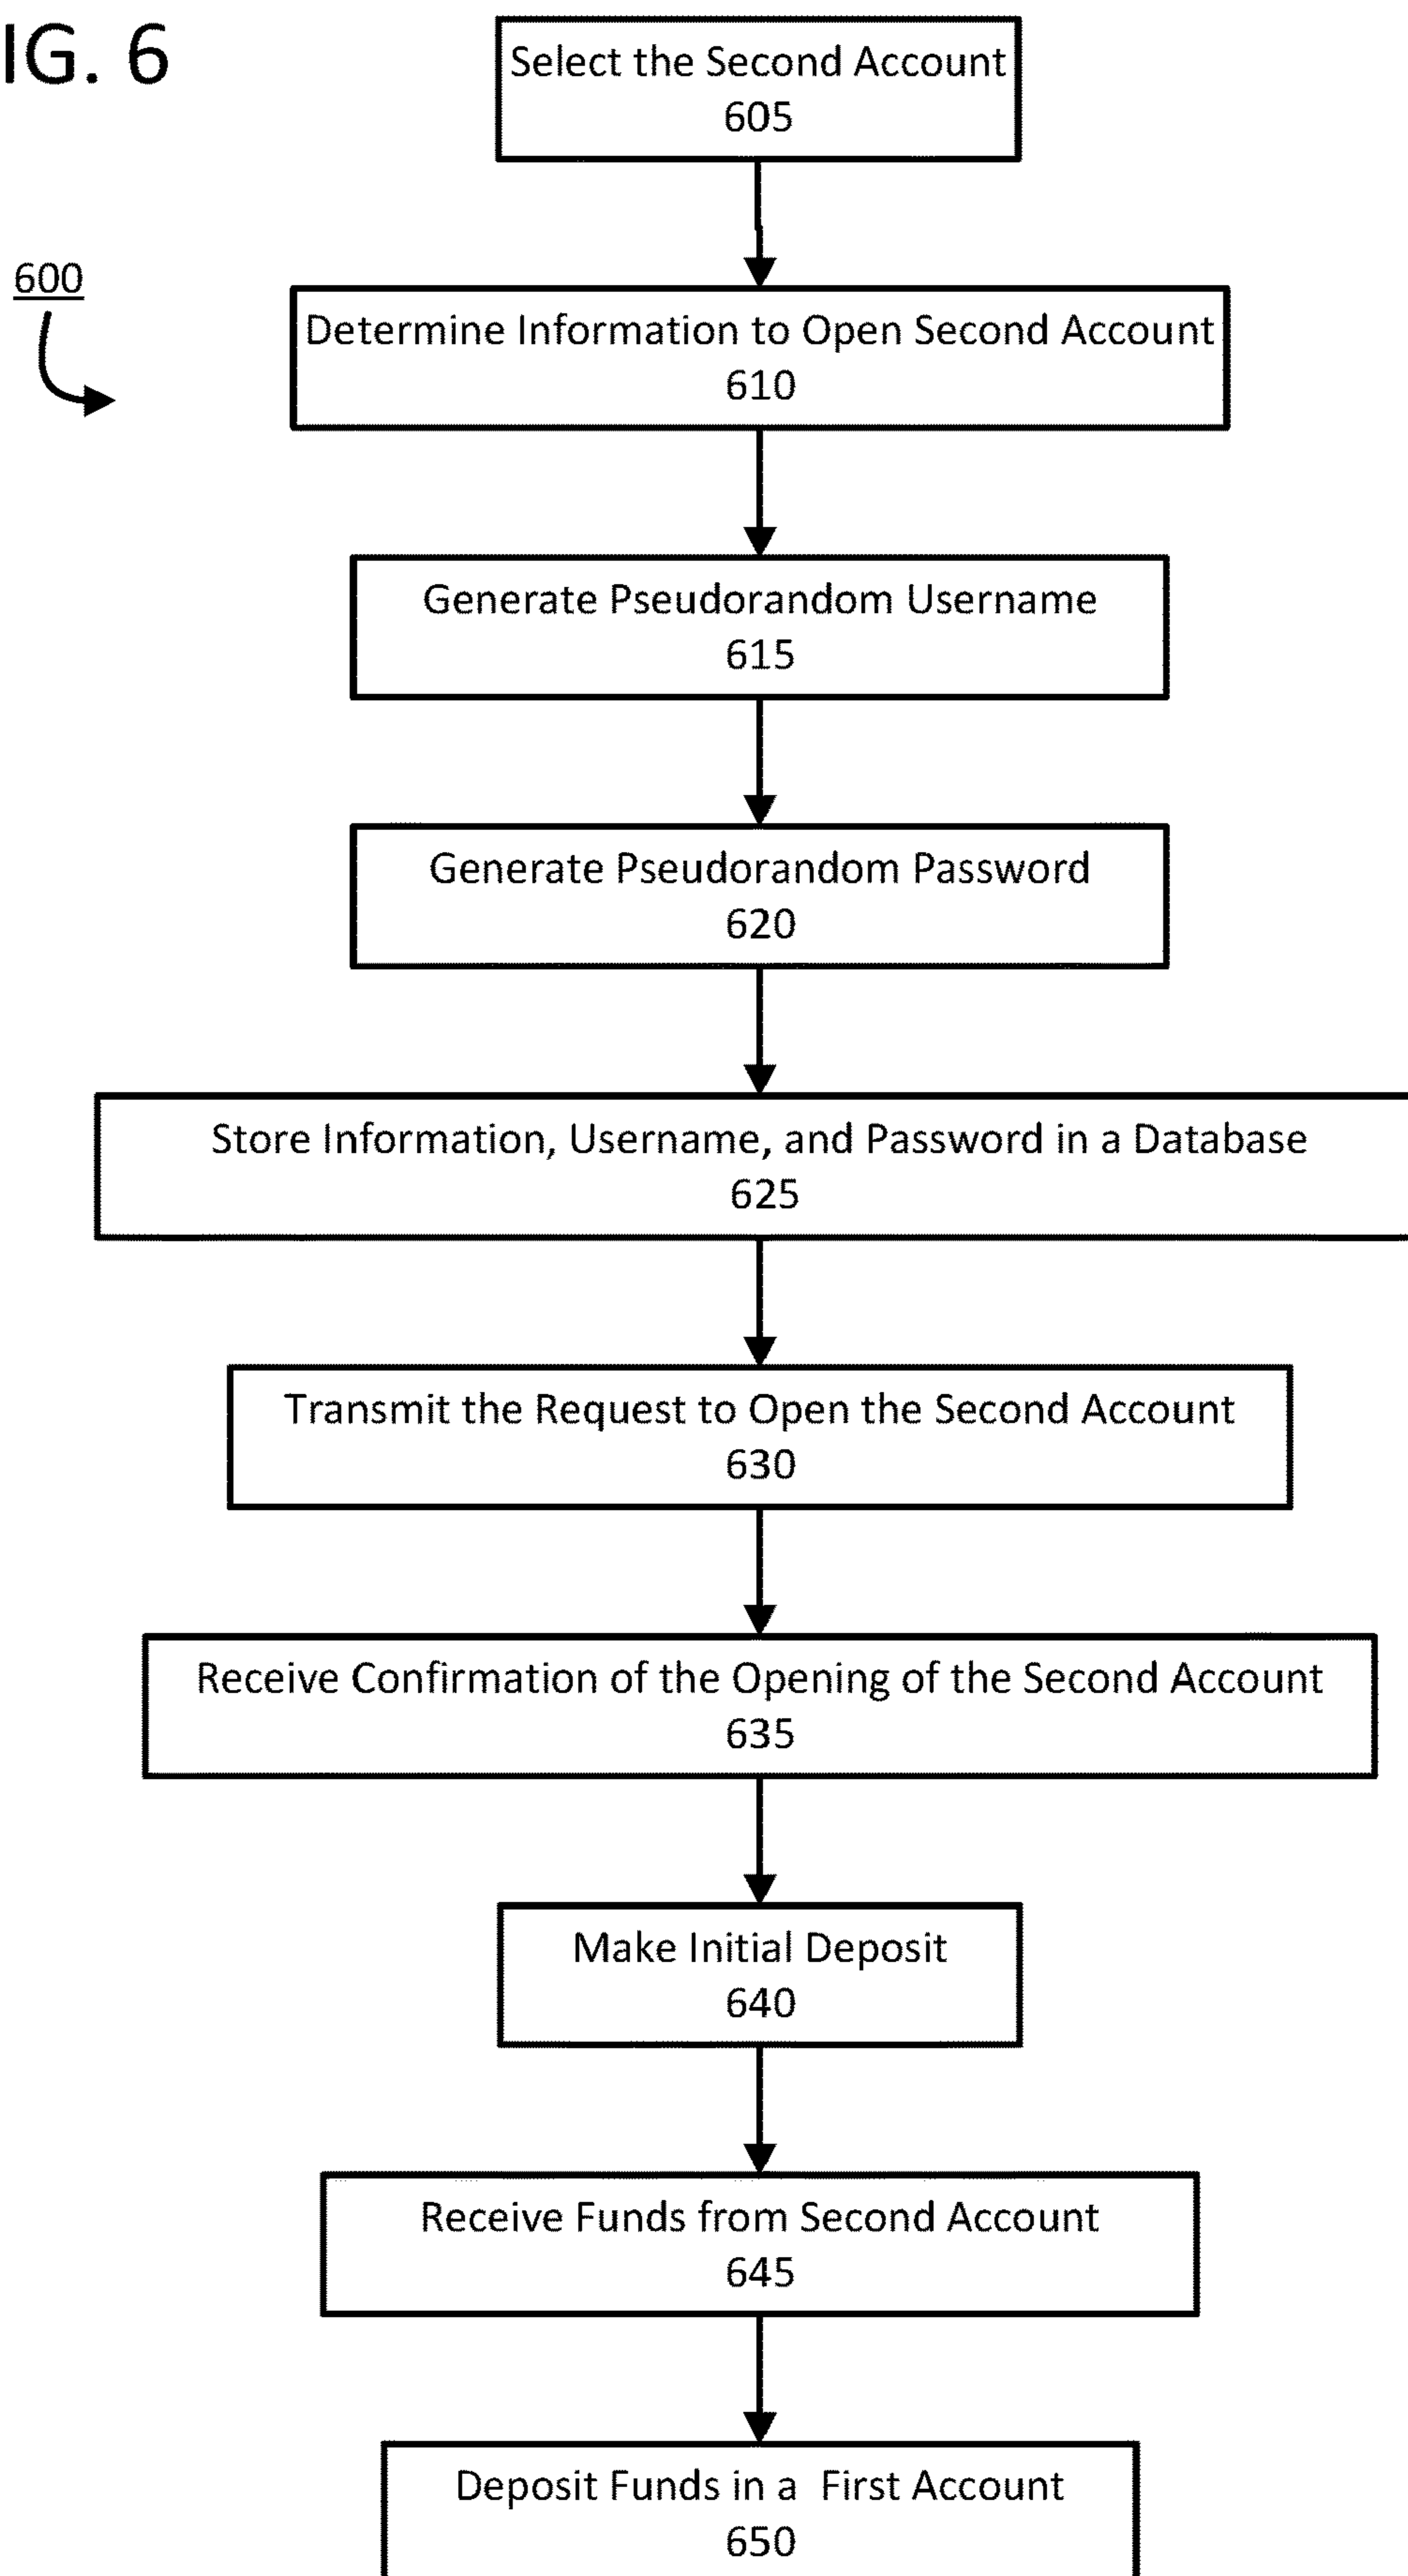 IG. 6
Select the Second Account
605
600
Determine Information to Open Second Account
610
Generate Pseudorandom Username
615
Generate Pseudorandom Password
620
Store Information, Username, and Password in a Database
625
Transmit the Request to Open the Second Account
630
Receive Confirmation of the Opening of the Second Account
635
Make Initial Deposit
640
Receive Funds from Second Account
645
Deposit Funds in a First Account
650